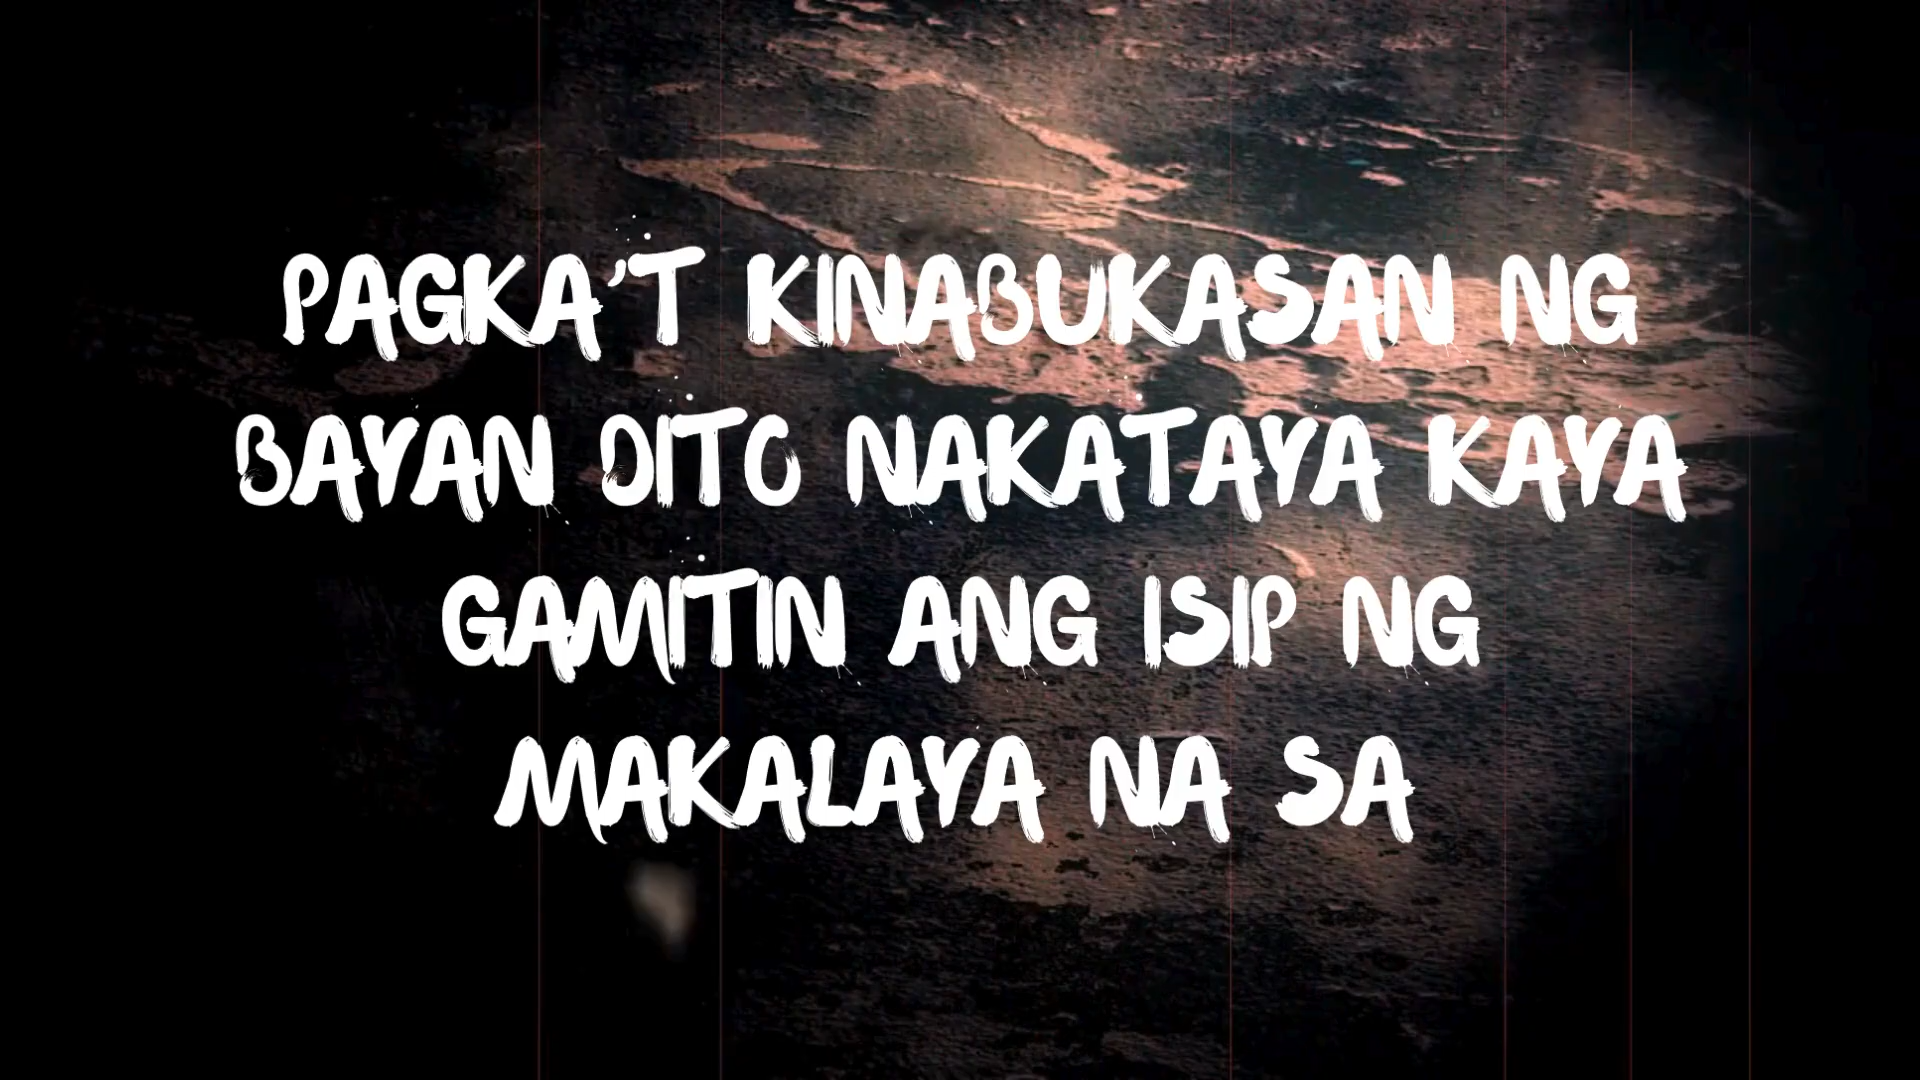 PAGKA'T KINABUKASAN NG
BAYAN DITO NAKATAYA KAYA
GAMITIN ANG ISIP NG
MAKALAYA NA SA